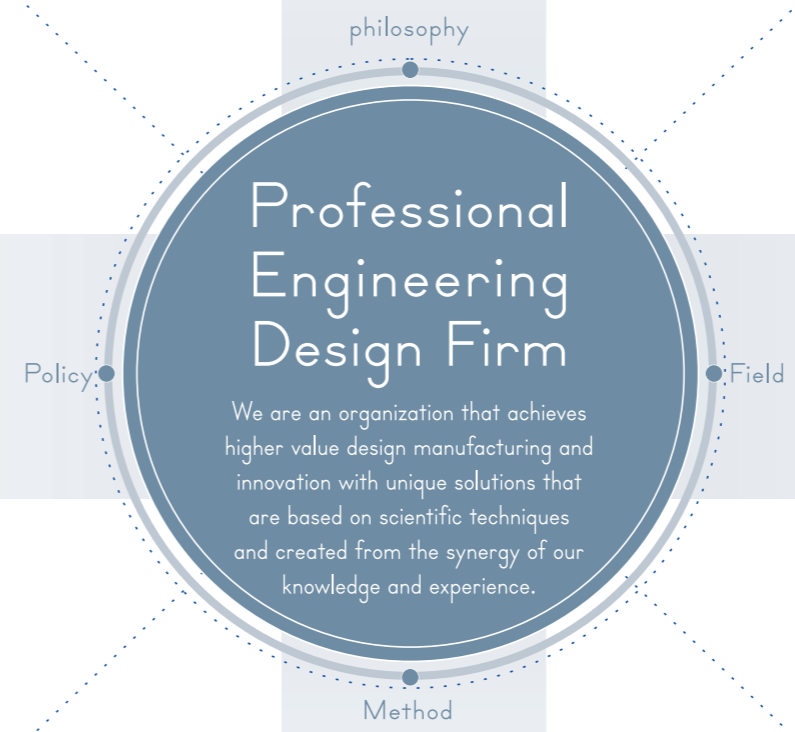 philosophy
Professional
Engineering
Design Firm
Policy
Field
We are an organization that achieves
higher value design manufacturing and
innovation with unique solutions that
are based on scientific techniques
and created from the synergy of our
knowledge and experience.
Method